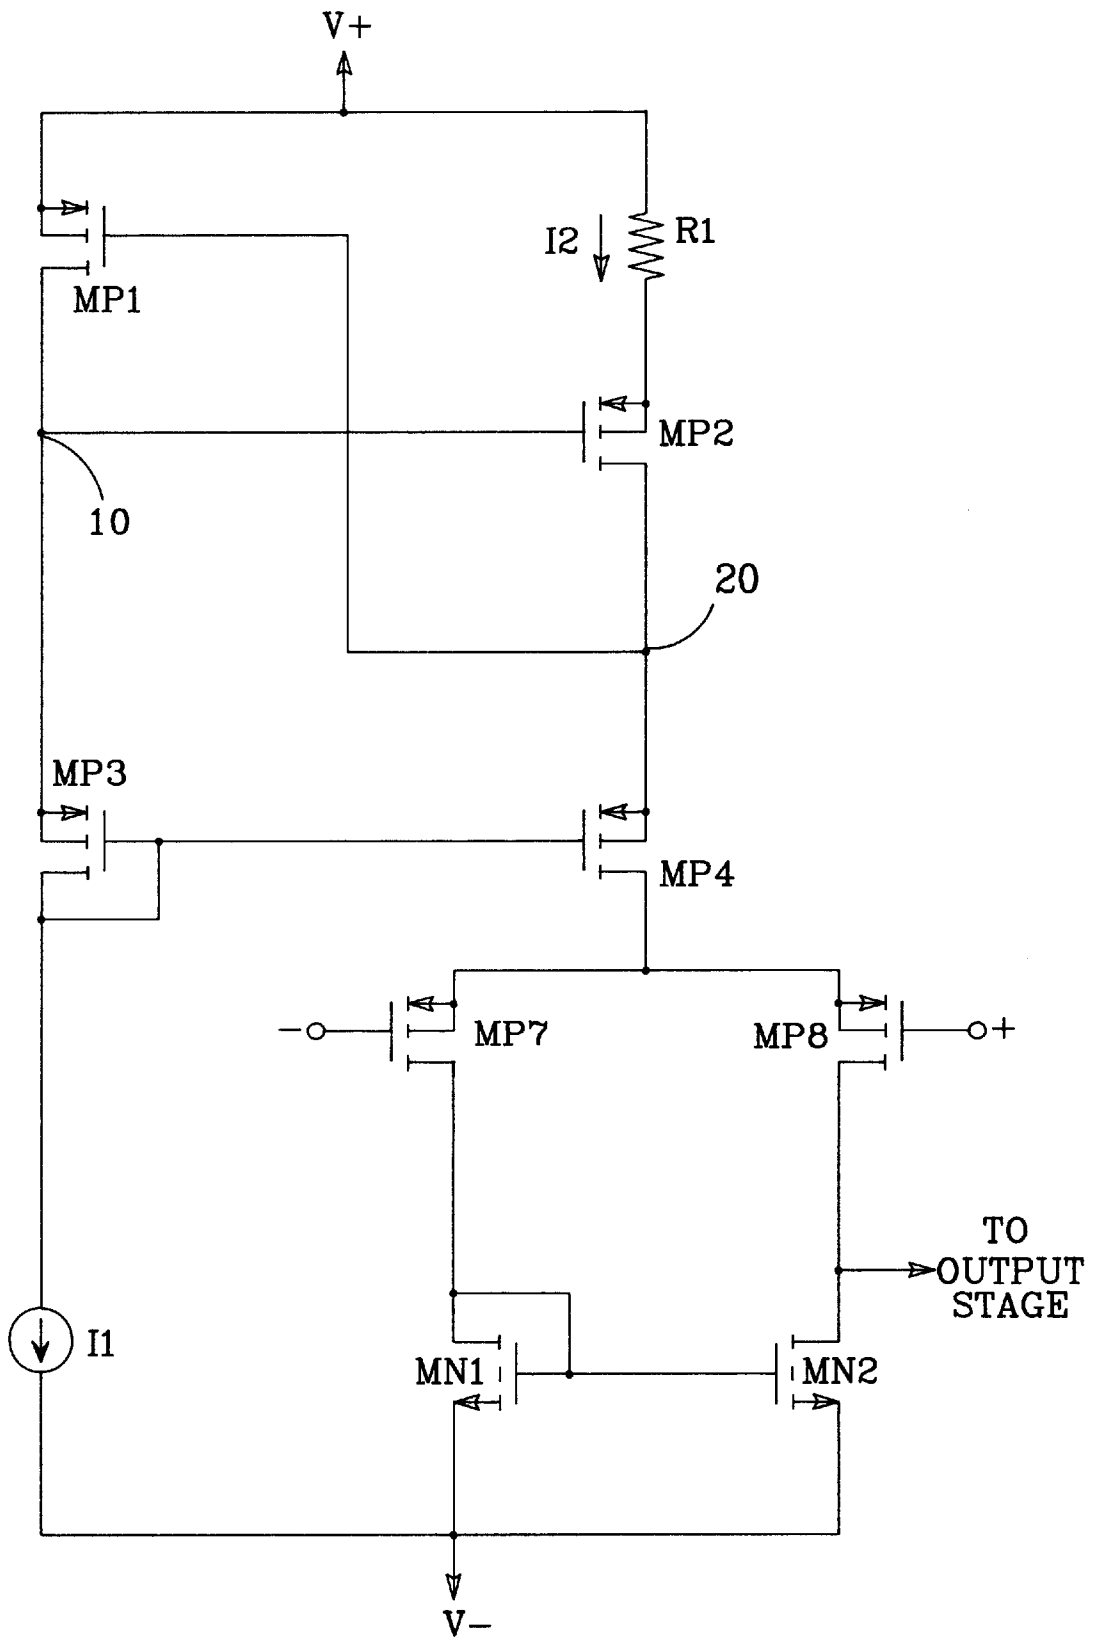 V+
I2
R1
MP1
MP2
10
20
MP3
MP4
−
MP7
MP8
+
TO
OUTPUT
STAGE
I1
MN1
MN2
V−